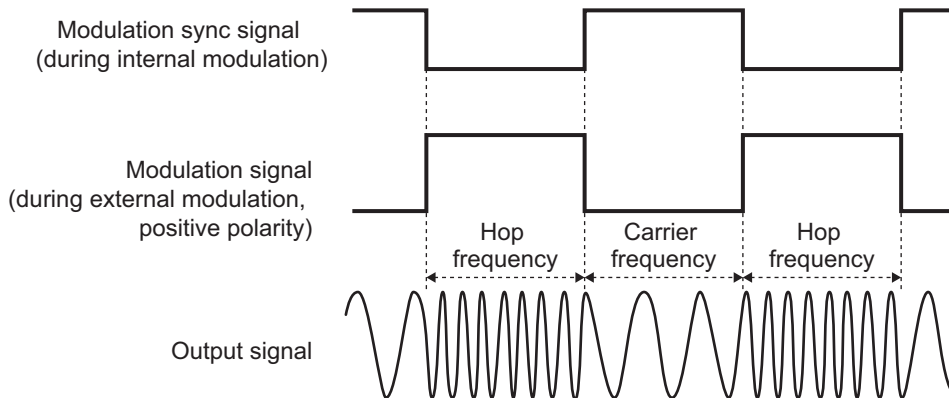 Modulation sync signal
(during internal modulation)
Modulation signal
(during external modulation,
positive polarity)
Hop
frequency
Carrier
frequency
Hop
frequency
Output signal